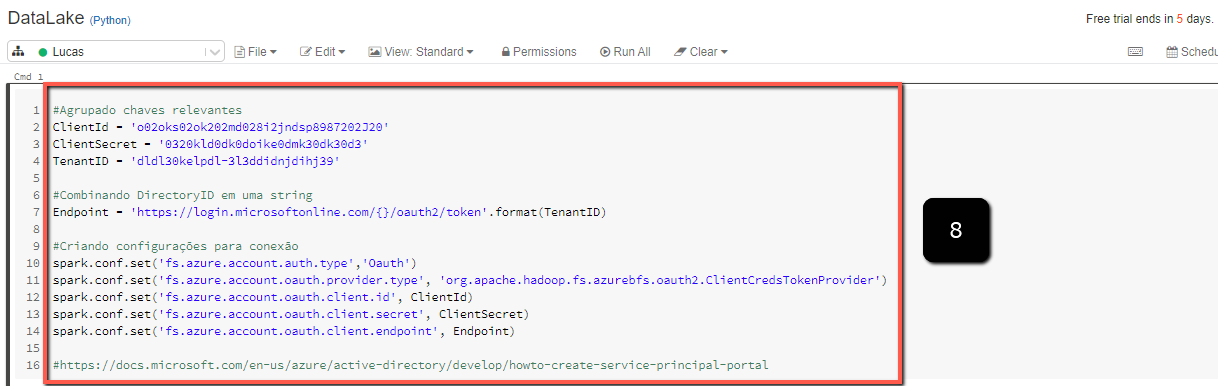 DataLake (Python)
Free trial ends in 5 days.
Lucas File Edit View: Standard Permissions Run All Clear Schedu
Cmd 1
1 #Agrupado chaves relevantes
2 ClientId = 'o02oks02ok202md028i2jndsp8987202J20'
3 ClientSecret = '0320kld0dk0doike0dmk30dk30d3'
4 TenantID = 'dldl30kelpdl-3l3ddidnjdihj39'
5
6 #Combinando DirectoryID em uma string
7 Endpoint = 'https://login.microsoftonline.com/{}/oauth2/token'.format(TenantID)
8
9 #Criando configurações para conexão
10 spark.conf.set('fs.azure.account.auth.type','Oauth')
11 spark.conf.set('fs.azure.account.oauth.provider.type', 'org.apache.hadoop.fs.azurebfs.oauth2.ClientCredsTokenProvider')
12 spark.conf.set('fs.azure.account.oauth.client.id', ClientId)
13 spark.conf.set('fs.azure.account.oauth.client.secret', ClientSecret)
14 spark.conf.set('fs.azure.account.oauth.client.endpoint', Endpoint)
15
16 #https://docs.microsoft.com/en-us/azure/active-directory/develop/howto-create-service-principal-portal
8